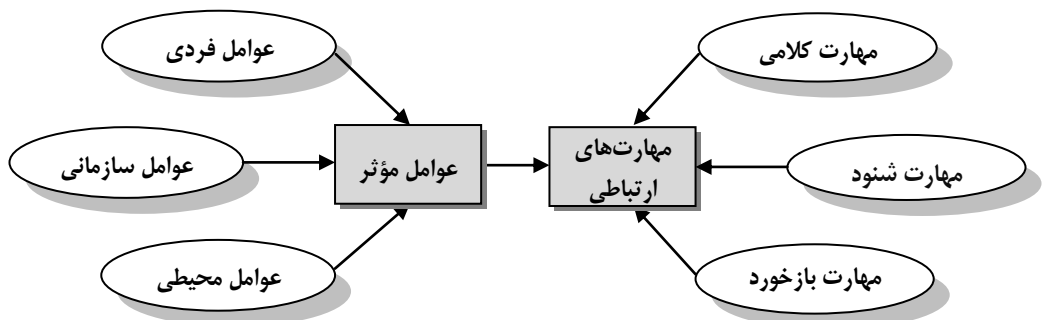 عوامل فردی
مهارت کلامی
عوامل مؤثر
مهارت‌های
ارتباطی
عوامل سازمانی
مهارت شنود
عوامل محیطی
مهارت بازخورد